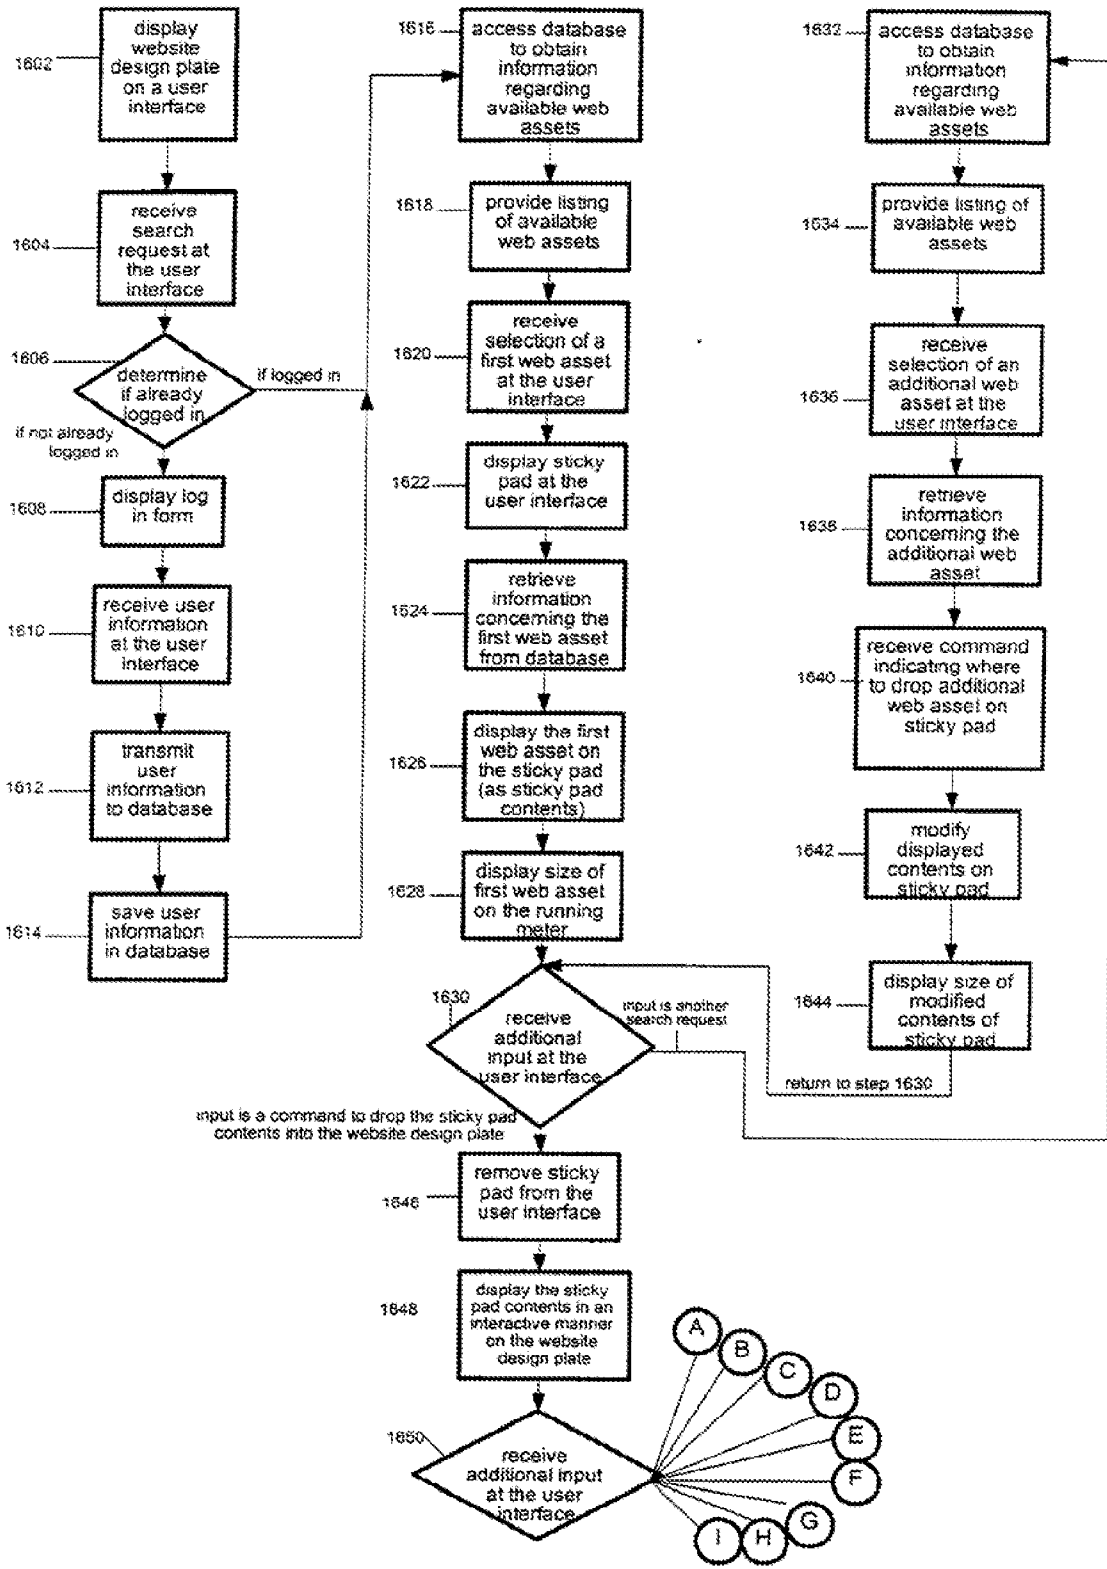 1602
display
website
design plate
on a user
interface
1604
receive
search
request at
the user
interface
1606
determine
if already
logged in
if logged in
if not already
logged in
1608
display log
in form
1610
receive user
information
at the user
interface
1612
transmit
user
information
to database
1614
save user
information
in database
1616
access database
to obtain
information
regarding
available web
assets
1618
provide listing
of available
web assets
1620
receive
selection of a
first web asset
at the user
interface
1622
display sticky
pad at the
user interface
1624
retrieve
information
concerning the
first web asset
from database
1626
display the first
web asset on
the sticky pad
(as sticky pad
contents)
1628
display size of
first web asset
on the running
meter
1630
receive
additional
input at the
user interface
input is another
search request
input is a command to drop the sticky pad
contents into the website design plate
1646
remove sticky
pad from the
user interface
1648
display the sticky
pad contents in an
interactive manner
on the website
design plate
1650
receive
additional input
at the user
interface
A
B
C
D
E
F
G
H
I
1632
access database
to obtain
information
regarding
available web
assets
1634
provide listing of
available web
assets
1636
receive
selection of an
additional web
asset at the
user interface
1638
retrieve
information
concerning the
additional web
asset
1640
receive command
indicating where
to drop additional
web asset on
sticky pad
1642
modify
displayed
contents on
sticky pad
1644
display size of
modified
contents of
sticky pad
return to step 1630